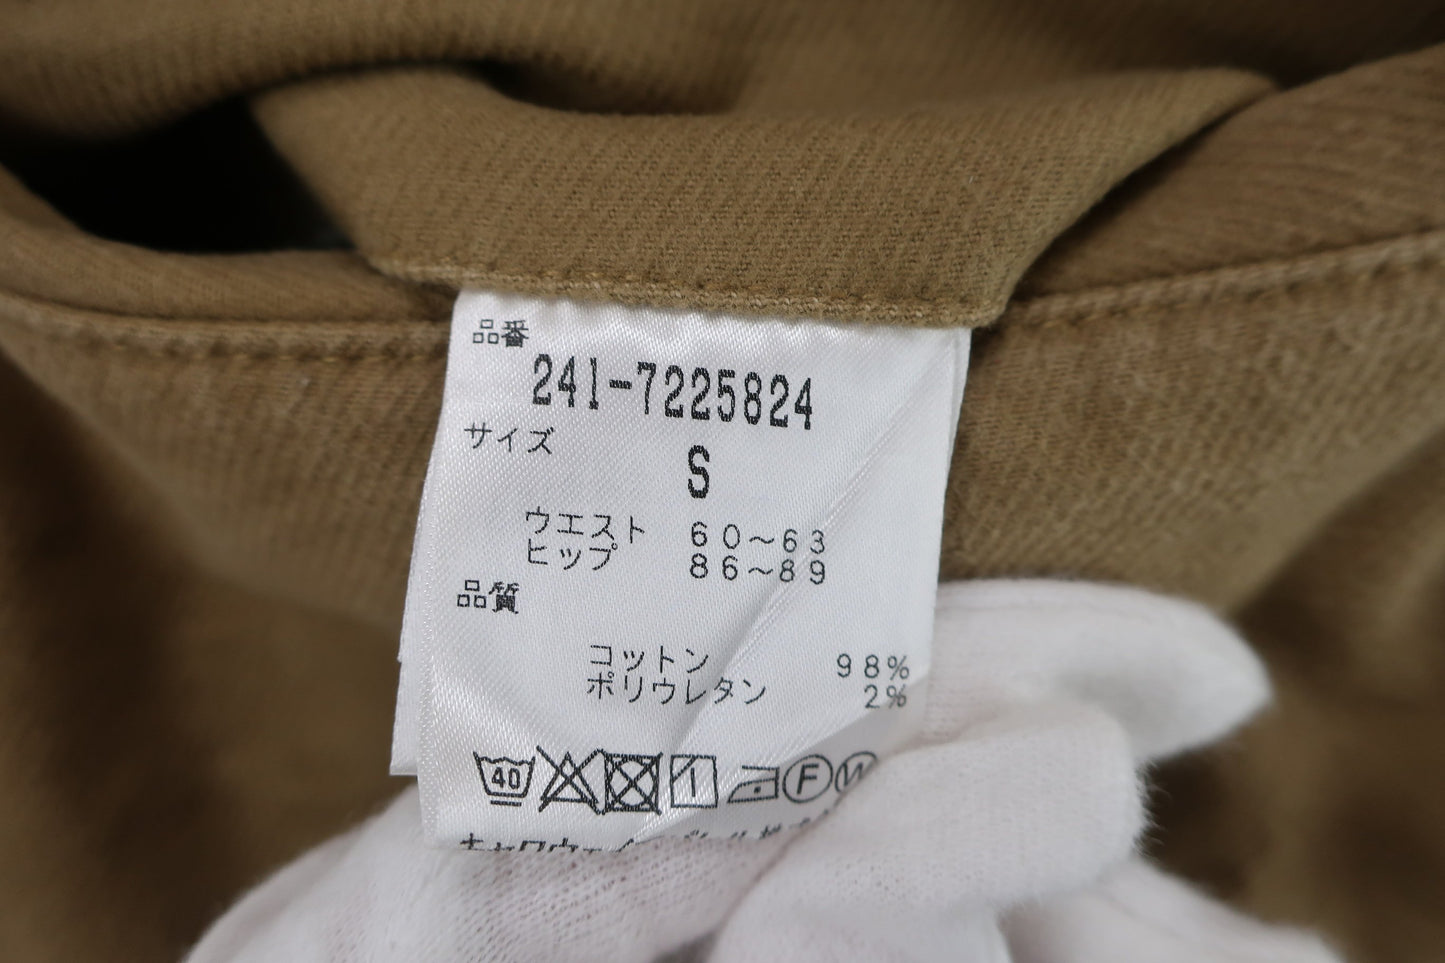 品番
241-7225824
サイズ
S
ウエスト 60～63
ヒップ 86～89
品質
コットン 98%
ポリウレタン 2%
40 F W